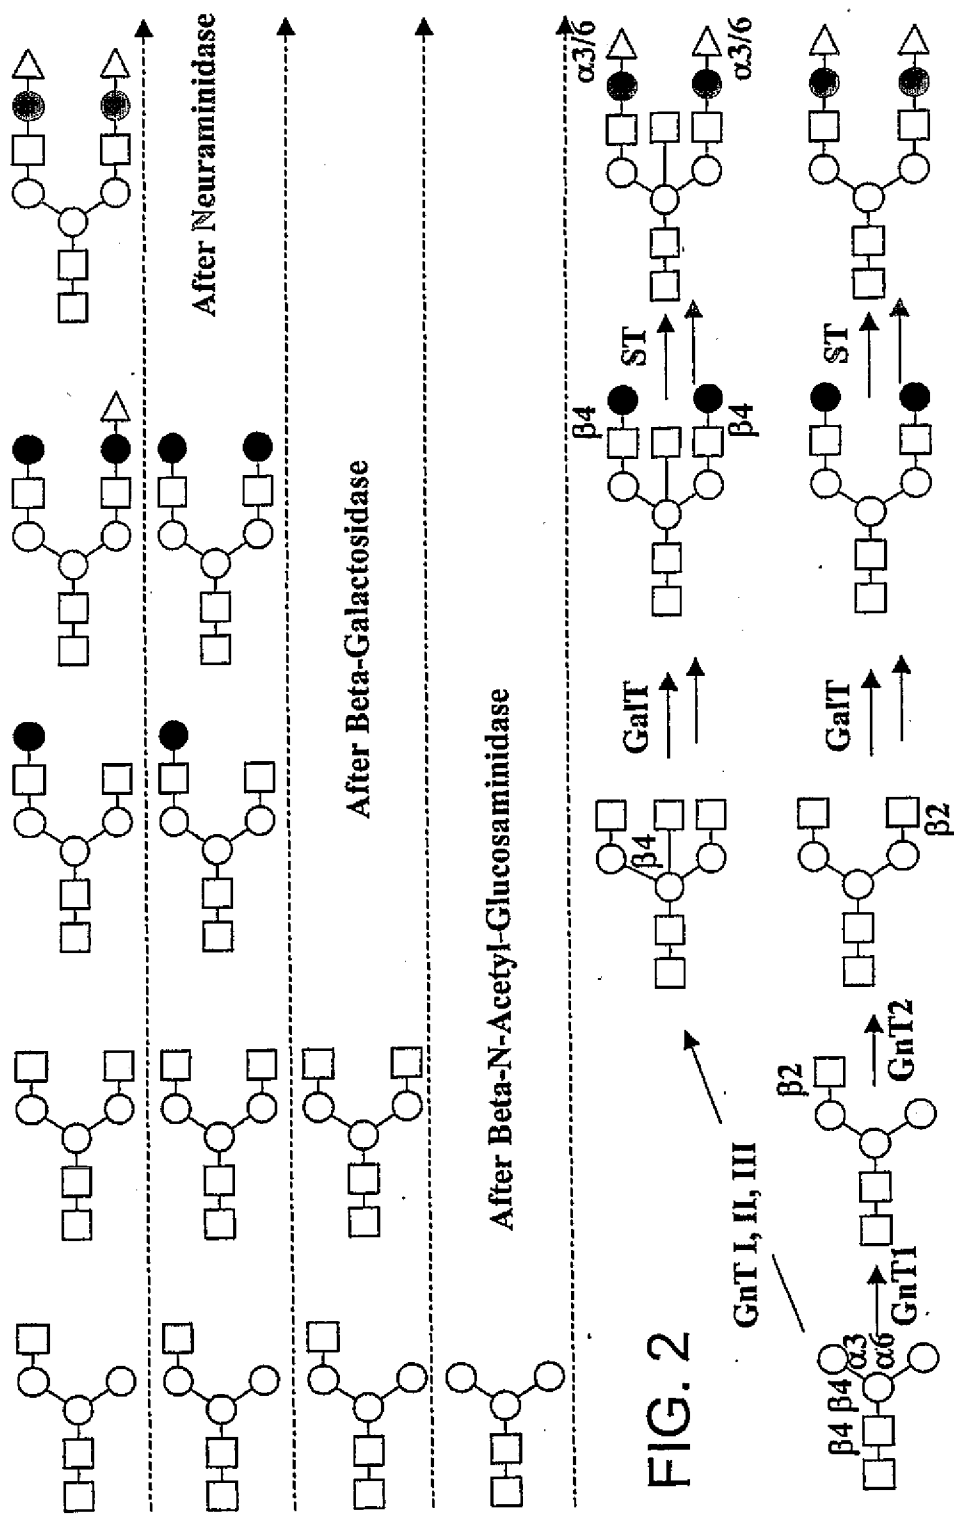 After Neuraminidase
After Beta-Galactosidase
After Beta-N-Acetyl-Glucosaminidase
FIG. 2
GnT I, II, III
β4
GalT
β4
β4
ST
α3/6
α3/6
β4 β4
α3
α6
GnT1
β2
GnT2
β2
GalT
ST